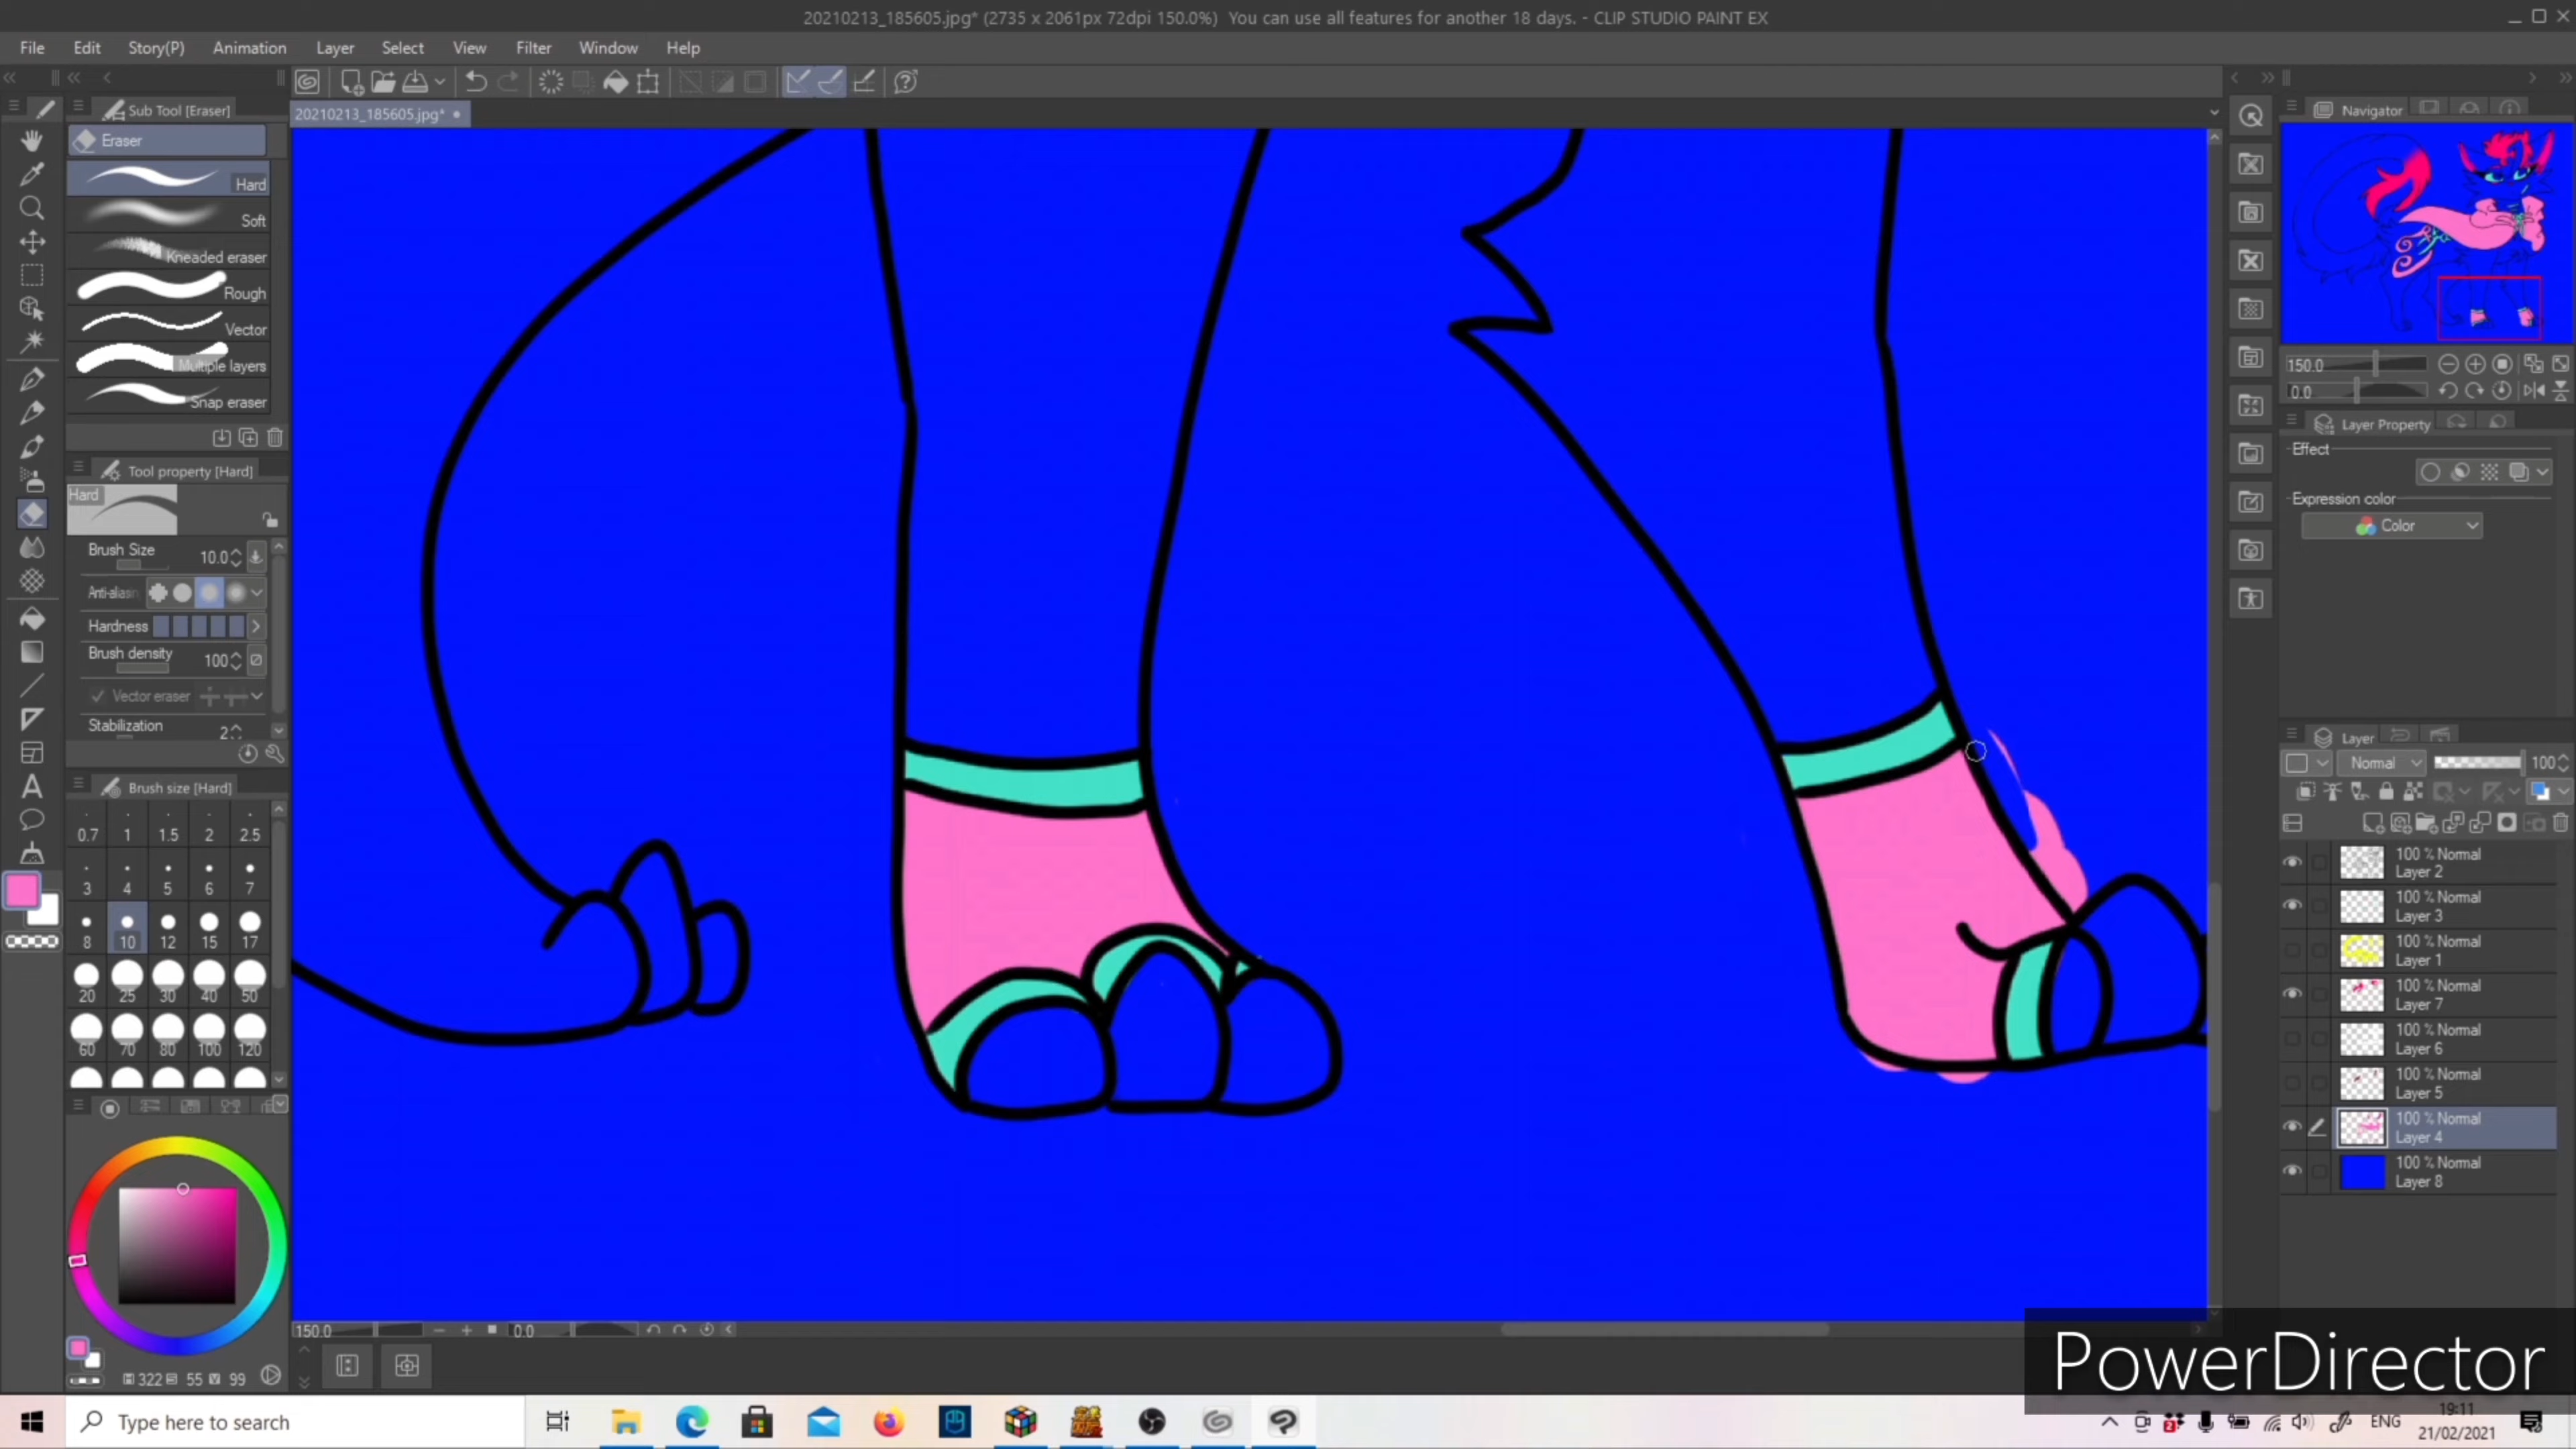 20210213_185605.jpg* (2735 x 2061px 72dpi 150.0%) You can use all features for another 18 days. - CLIP STUDIO PAINT EX
File Edit Story(P) Animation Layer Select View Filter Window Help
Sub Tool [Eraser]
20210213_185605.jpg*
Navigator
Eraser
Hard
Soft
Kneaded eraser
Rough
Vector
Multiple layers
Snap eraser
150.0
0.0
Layer Property
Effect
Expression color
Color
Tool property [Hard]
Hard
Brush Size 10.0
Anti-aliasin
Hardness
Brush density 100
Vector eraser
Stabilization 2
Brush size [Hard]
0.7 1 1.5 2 2.5
3 4 5 6 7
8 10 12 15 17
20 25 30 40 50
60 70 80 100 120
Layer
Normal 100
100 % Normal
Layer 2
100 % Normal
Layer 3
100 % Normal
Layer 1
100 % Normal
Layer 7
100 % Normal
Layer 6
100 % Normal
Layer 5
100 % Normal
Layer 4
100 % Normal
Layer 8
150.0 0.0
H 322 S 55 V 99
PowerDirector
Type here to search
ENG
19:11
21/02/2021